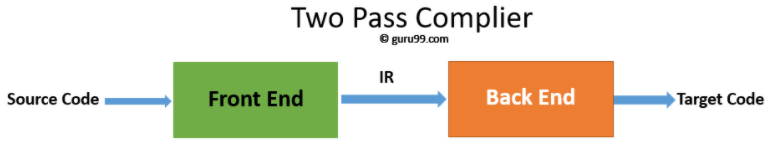 Two Pass Complier
© guru99.com
IR
Source Code
Front End
Back End
Target Code